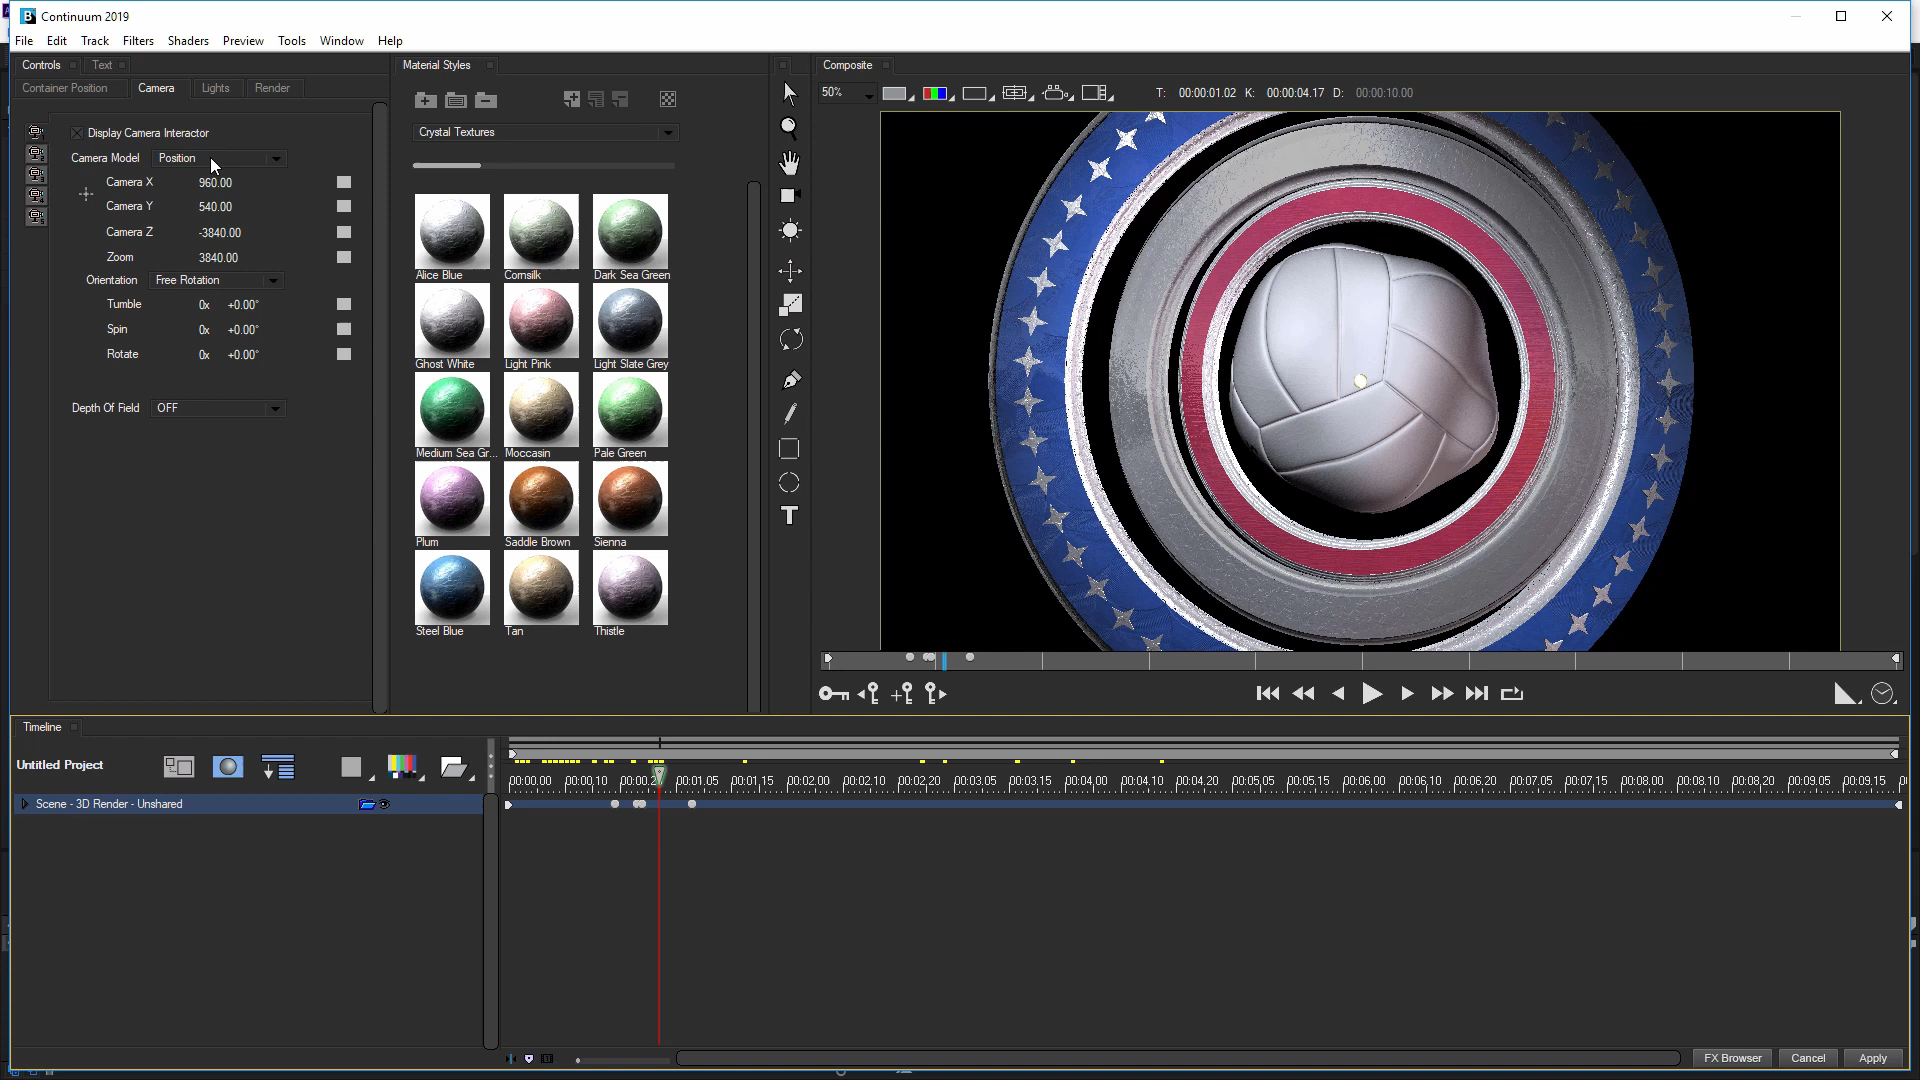 Continuum 2019
File Edit Track Filters Shaders Preview Tools Window Help
Controls Text
Container Position Camera Lights Render
Display Camera Interactor
Camera Model Position
Camera X 960.00
Camera Y 540.00
Camera Z -3840.00
Zoom 3840.00
Orientation Free Rotation
Tumble 0x +0.00°
Spin 0x +0.00°
Rotate 0x +0.00°
Depth Of Field OFF
Material Styles
Crystal Textures
Alice Blue Cornsilk Dark Sea Green
Ghost White Light Pink Light Slate Grey
Medium Sea Gr... Moccasin Pale Green
Plum Saddle Brown Sienna
Steel Blue Tan Thistle
Composite
50% T: 00:00:01.02 K: 00:00:04.17 D: 00:00:10.00
Timeline
Untitled Project
00:00.00 00:00.10 00:00.2 00:01.05 00:01.15 00:02.00 00:02.10 00:02.20 00:03.05 00:03.15 00:04.00 00:04.10 00:04.20 00:05.05 00:05.15 00:06.00 00:06.10 00:06.20 00:07.05 00:07.15 00:08.00 00:08.10 00:08.20 00:09.05 00:09.15
Scene - 3D Render - Unshared
FX Browser Cancel Apply